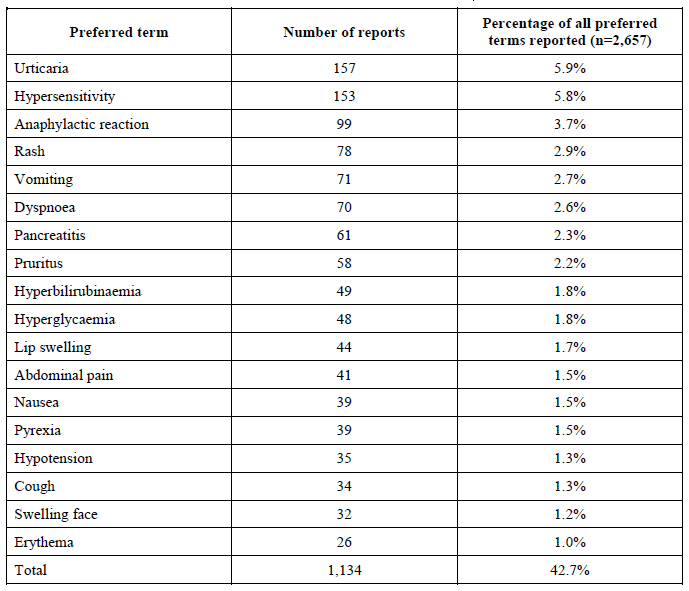 Preferred term Number of reports Percentage of all preferred
terms reported (n=2,657)
Urticaria 157 5.9%
Hypersensitivity 153 5.8%
Anaphylactic reaction 99 3.7%
Rash 78 2.9%
Vomiting 71 2.7%
Dyspnoea 70 2.6%
Pancreatitis 61 2.3%
Pruritus 58 2.2%
Hyperbilirubinaemia 49 1.8%
Hyperglycaemia 48 1.8%
Lip swelling 44 1.7%
Abdominal pain 41 1.5%
Nausea 39 1.5%
Pyrexia 39 1.5%
Hypotension 35 1.3%
Cough 34 1.3%
Swelling face 32 1.2%
Erythema 26 1.0%
Total 1,134 42.7%